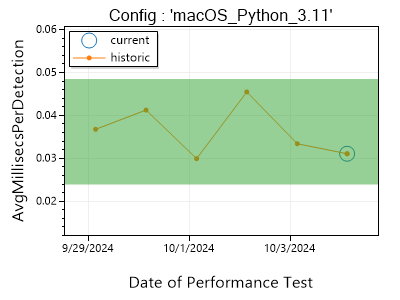 Config : 'macOS_Python_3.11'
0.06
current
historic
0.05
0.04
0.03
0.02
AvgMillisecsPerDetection
9/29/2024
10/1/2024
10/3/2024
Date of Performance Test